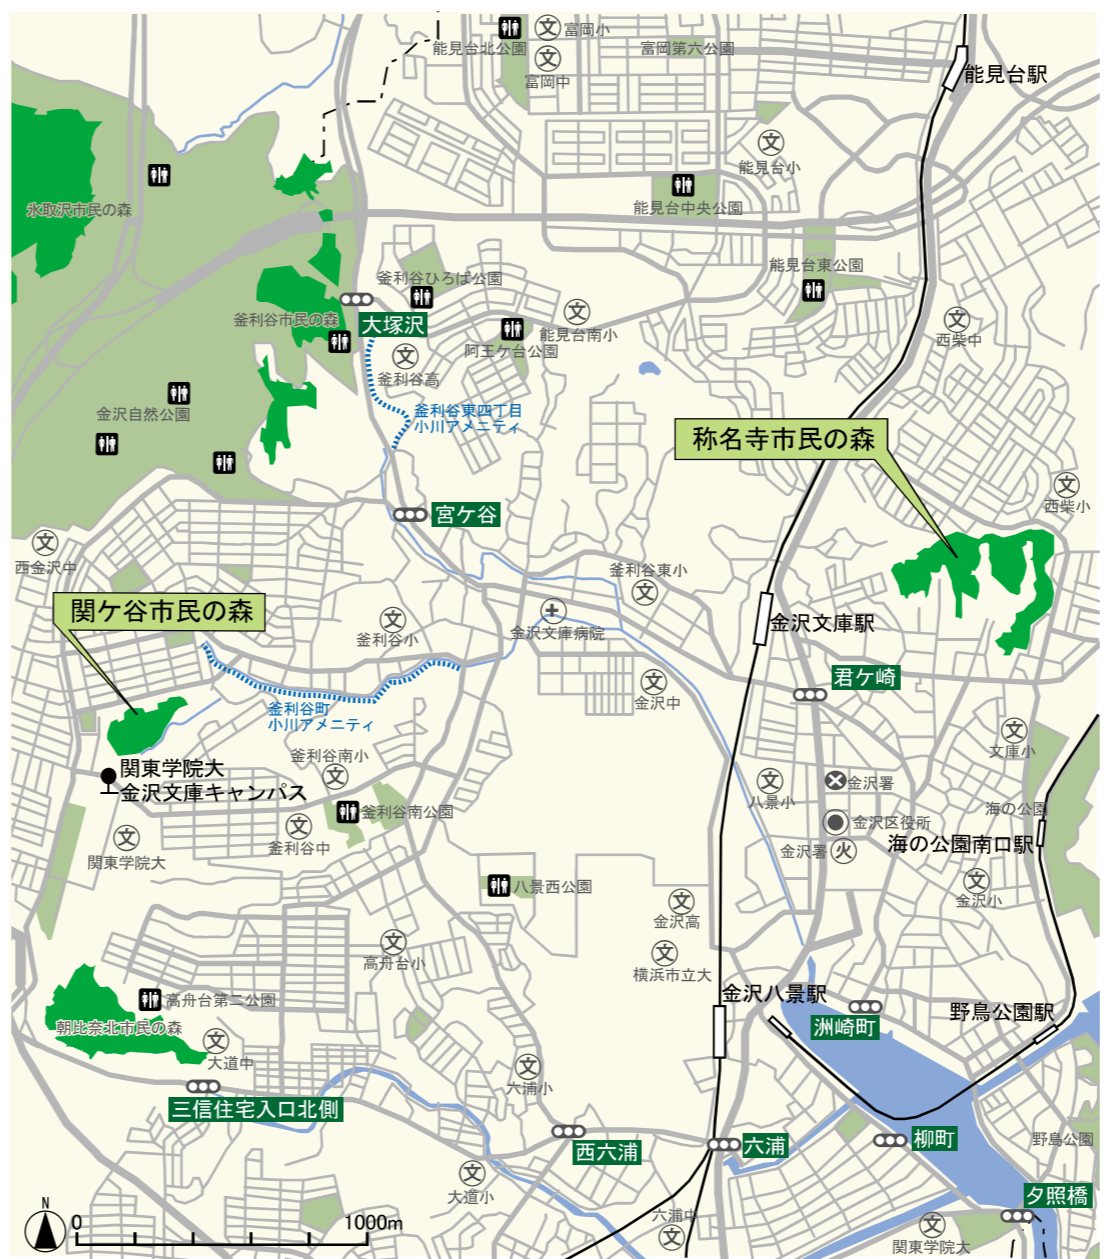 富岡小
能見台北公園
富岡第六公園
富岡中
能見台駅
能見台小
氷取沢市民の森
能見台中央公園
能見台東公園
釜利谷ひろば公園
釜利谷市民の森
大塚沢
能見台南小
阿王ケ台公園
西柴中
釜利谷高
金沢自然公園
釜利谷東四丁目
小川アメニティ
称名寺市民の森
西柴小
宮ケ谷
西金沢中
釜利谷東小
関ケ谷市民の森
釜利谷小
金沢文庫病院
金沢文庫駅
君ケ崎
金沢中
釜利谷町
小川アメニティ
文庫小
釜利谷南小
関東学院大
金沢文庫キャンパス
八景小
金沢署
海の公園
釜利谷南公園
金沢区役所
釜利谷中
関東学院大
金沢署
火
海の公園南口駅
八景西公園
金沢小
金沢高
高舟台小
横浜市立大
金沢八景駅
高舟台第二公園
洲崎町
野島公園駅
朝比奈北市民の森
大道中
六浦小
三信住宅入口北側
西六浦
六浦
柳町
野島公園
大道小
夕照橋
六浦中
関東学院大
N
0
1000m